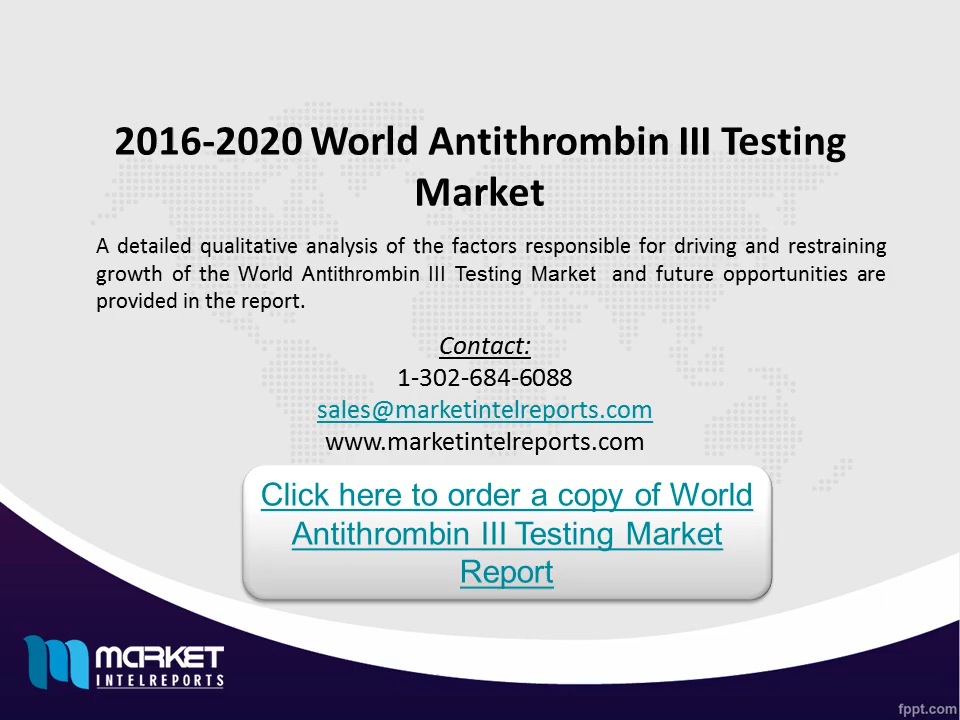 2016-2020 World Antithrombin III Testing
Market
A detailed qualitative analysis of the factors responsible for driving and restraining
growth of the World Antithrombin III Testing Market and future opportunities are
provided in the report.
Contact:
1-302-684-6088
sales@marketintelreports.com
www.marketintelreports.com
Click here to order a copy of World
Antithrombin III Testing Market
Report
MARKET
INTELREPORTS
fppt.com